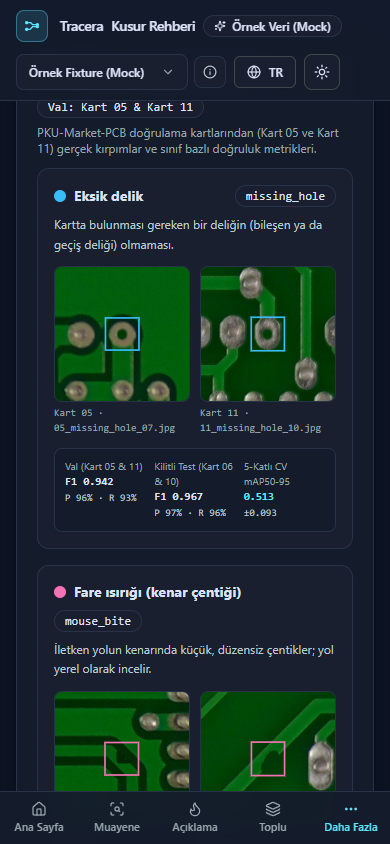 Tracera Kusur Rehberi Örnek Veri (Mock)
Örnek Fixture (Mock) TR
Val: Kart 05 & Kart 11
PKU-Market-PCB doğrulama kartlarından (Kart 05 ve Kart
11) gerçek kırpımlar ve sınıf bazlı doğruluk metrikleri.
Eksik delik missing_hole
Kartta bulunması gereken bir deliğin (bileşen ya da
geçiş deliği) olmaması.
Kart 05 ·
05_missing_hole_07.jpg
Kart 11 ·
11_missing_hole_10.jpg
Val (Kart 05 & 11)
F1 0.942
P 96% · R 93%
Kilitli Test (Kart 06
& 10)
F1 0.967
P 97% · R 96%
5-Katlı CV
mAP50-95
0.513
±0.093
Fare ısırığı (kenar çentiği)
mouse_bite
İletken yolun kenarında küçük, düzensiz çentikler; yol
yerel olarak incelir.
Ana Sayfa Muayene Açıklama Toplu Daha Fazla